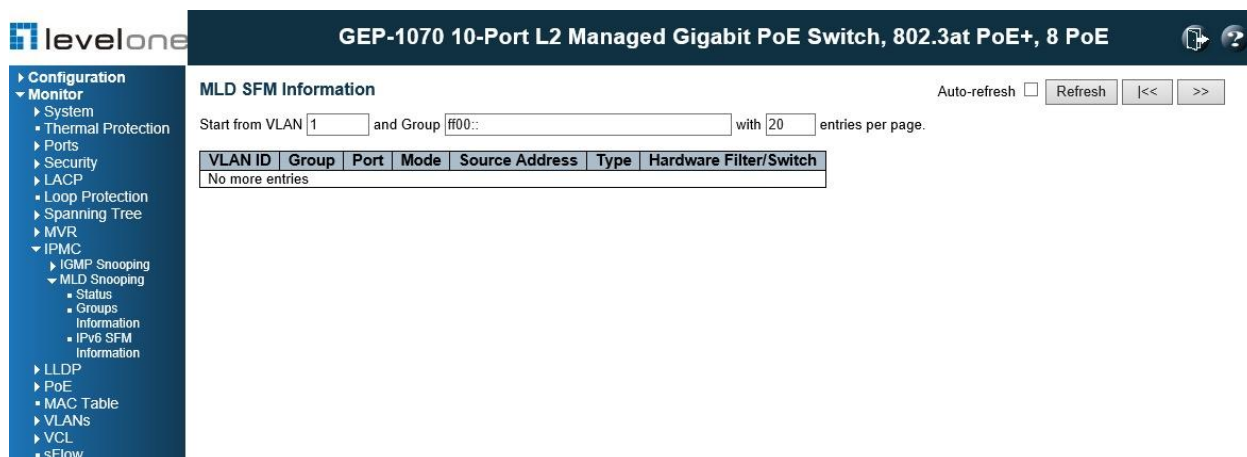 levelone
GEP-1070 10-Port L2 Managed Gigabit PoE Switch, 802.3at PoE+, 8 PoE
Configuration
Monitor
System
Thermal Protection
Ports
Security
LACP
Loop Protection
Spanning Tree
MVR
IPMC
IGMP Snooping
MLD Snooping
Status
Groups
Information
IPv6 SFM
Information
LLDP
PoE
MAC Table
VLANs
VCL
sFlow
MLD SFM Information
Auto-refresh Refresh |<< >>
Start from VLAN 1 and Group ff00:: with 20 entries per page.
VLAN ID Group Port Mode Source Address Type Hardware Filter/Switch
No more entries